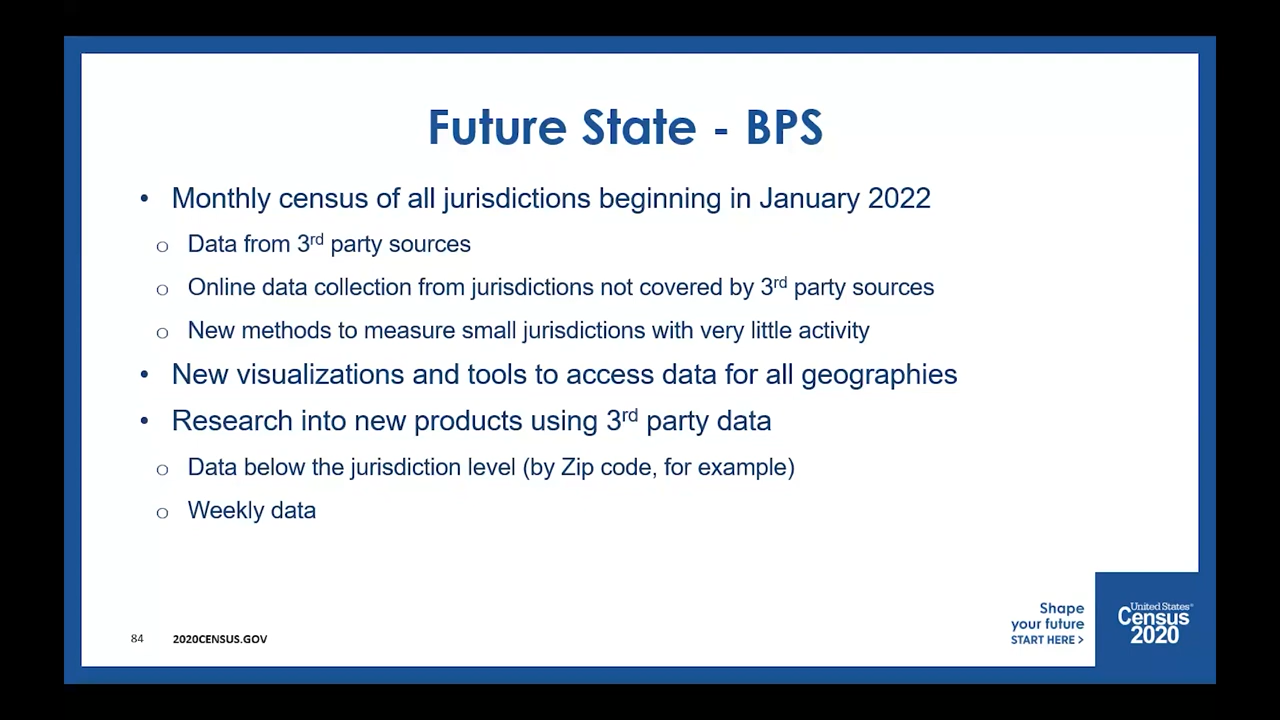 Future State - BPS
• Monthly census of all jurisdictions beginning in January 2022
o Data from 3rd party sources
o Online data collection from jurisdictions not covered by 3rd party sources
o New methods to measure small jurisdictions with very little activity
• New visualizations and tools to access data for all geographies
• Research into new products using 3rd party data
o Data below the jurisdiction level (by Zip code, for example)
o Weekly data
84 2020CENSUS.GOV
Shape
your future
START HERE >
United States®
Census
2020